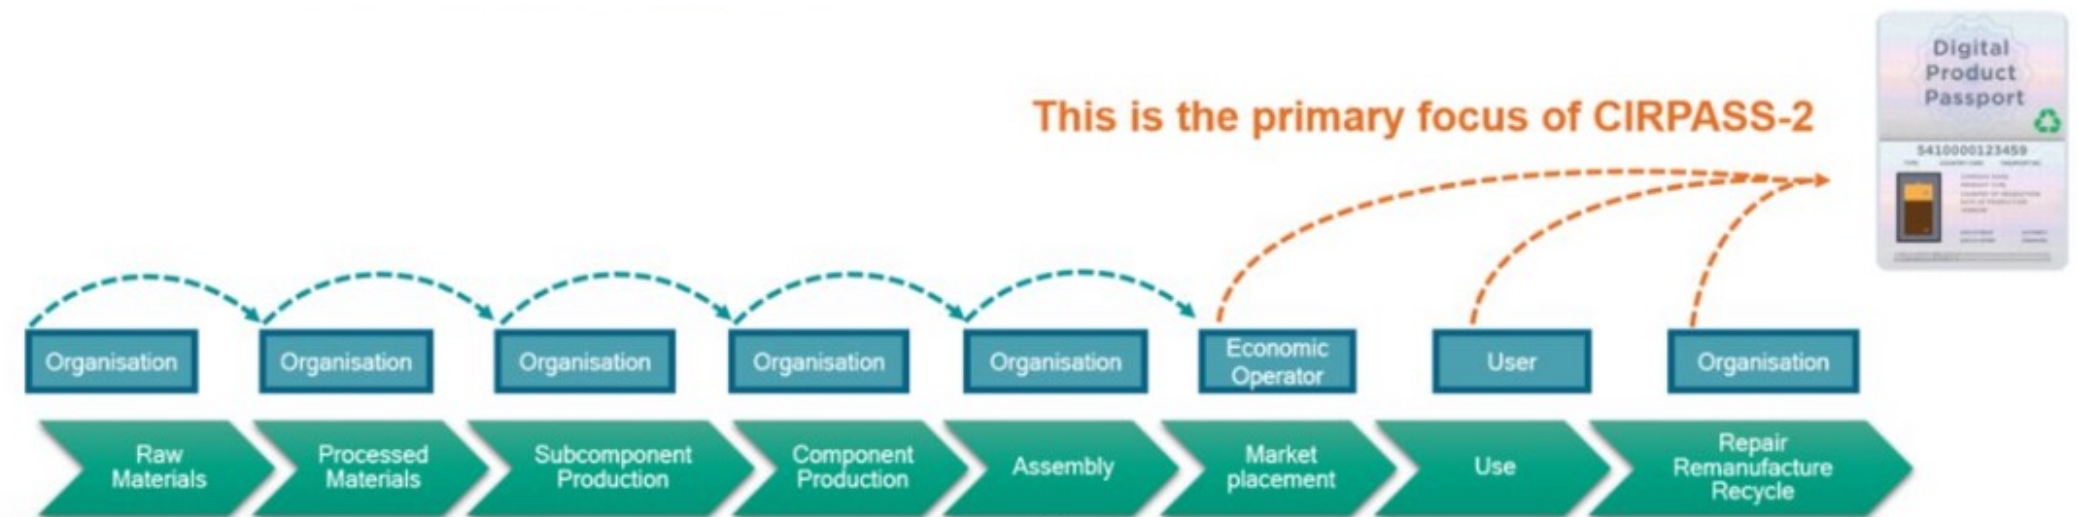 Digital
Product
Passport
This is the primary focus of CIRPASS-2
5410000123459
Organisation
Organisation
Organisation
Organisation
Organisation
Economic
Operator
User
Organisation
Raw
Materials
Processed
Materials
Subcomponent
Production
Component
Production
Assembly
Market
placement
Use
Repair
Remanufacture
Recycle